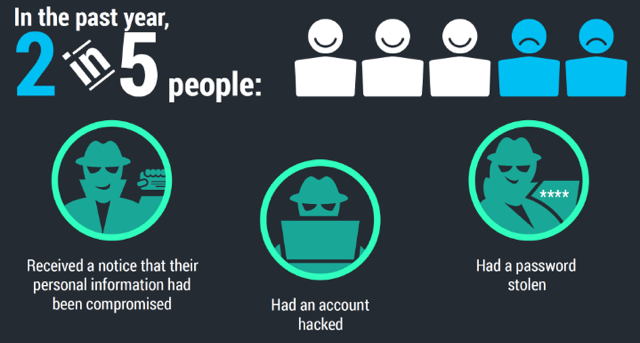 In the past year,
2 in 5 people:
****
Received a notice that their
personal information had
been compromised
Had an account
hacked
Had a password
stolen